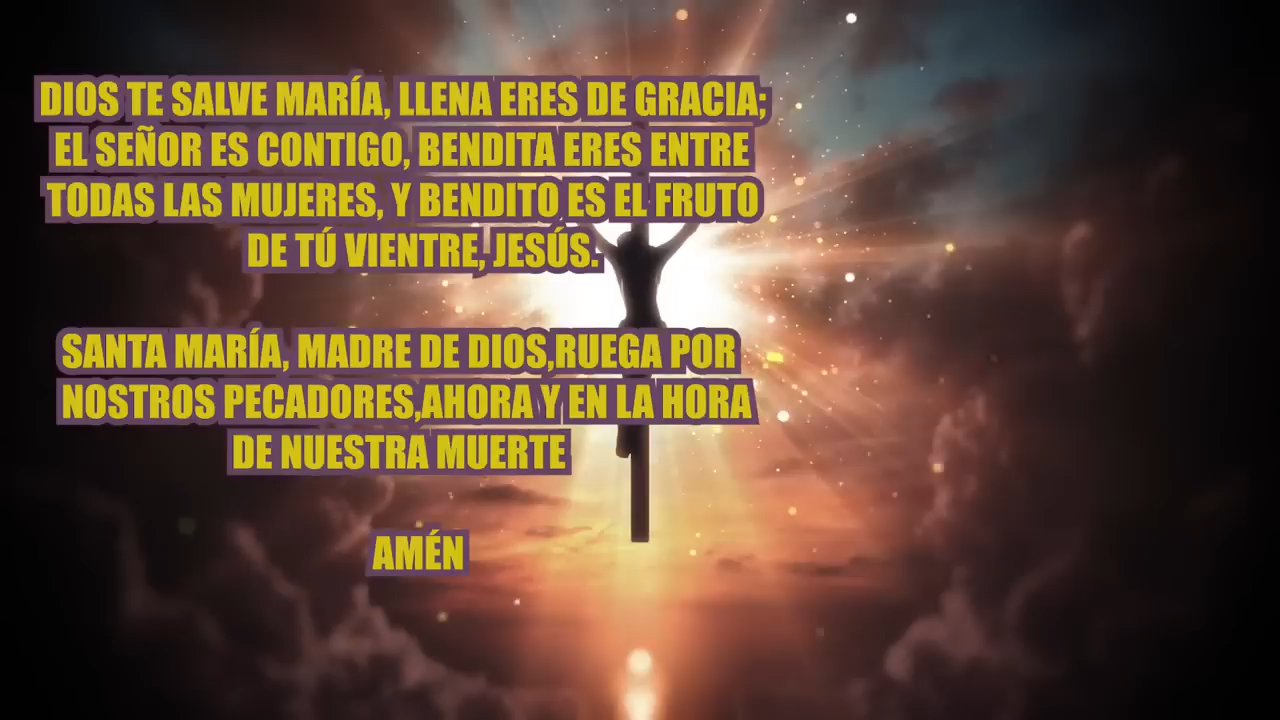 DIOS TE SALVE MARÍA, LLENA ERES DE GRACIA;
EL SEÑOR ES CONTIGO, BENDITA ERES ENTRE
TODAS LAS MUJERES, Y BENDITO ES EL FRUTO
DE TÚ VIENTRE, JESÚS.
SANTA MARÍA, MADRE DE DIOS,RUEGA POR
NOSTROS PECADORES,AHORA Y EN LA HORA
DE NUESTRA MUERTE
AMÉN